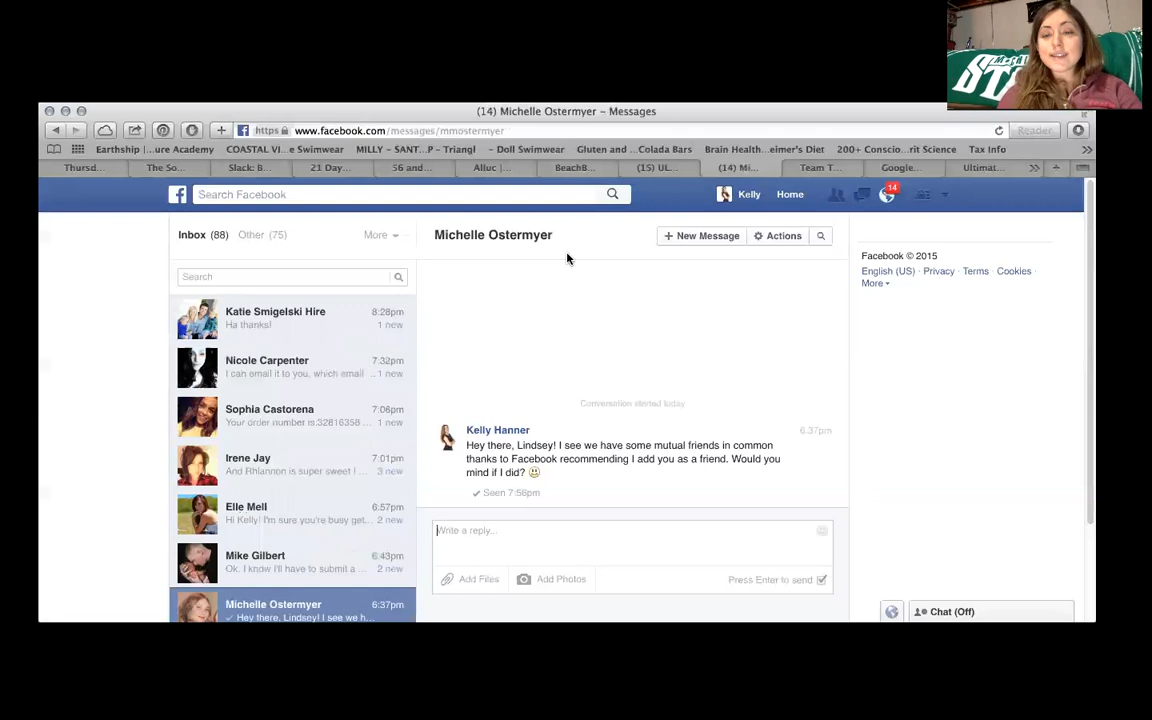 STA
(14) Michelle Ostermyer – Messages
https www.facebook.com/messages/mmostermyer
Reader
Earthship |...ure Academy COASTAL VI...e Swimwear MILLY – SANT...P – Triangl – Doll Swimwear Gluten and ...Colada Bars Brain Health...eimer's Diet 200+ Conscio...rit Science Tax Info
Thursd... The So... Slack: B... 21 Day... 56 and... Alluc |... BeachB... (15) UL... (14) Mi... Team T... Google... Ultimat...
Search Facebook
Kelly Home 14
Inbox (88) Other (75) More
Michelle Ostermyer
+ New Message Actions
Search
Katie Smigelski Hire 8:28pm
Ha thanks! 1 new
Nicole Carpenter 7:32pm
I can email it to you, which email ... 1 new
Sophia Castorena 7:06pm
Your order number is:32816358 ... 1 new
Irene Jay 7:01pm
And Rhiannon is super sweet ! ... 3 new
Elle Mell 6:57pm
Hi Kelly! I'm sure you're busy get... 2 new
Mike Gilbert 6:43pm
Ok. I know I'll have to submit a ... 2 new
Michelle Ostermyer 6:37pm
Hey there, Lindsey! I see we h...
Conversation started today
Kelly Hanner 6:37pm
Hey there, Lindsey! I see we have some mutual friends in common
thanks to Facebook recommending I add you as a friend. Would you
mind if I did? 😃
✓ Seen 7:56pm
Write a reply...
Add Files Add Photos Press Enter to send
Facebook © 2015
English (US) · Privacy · Terms · Cookies ·
More
Chat (Off)